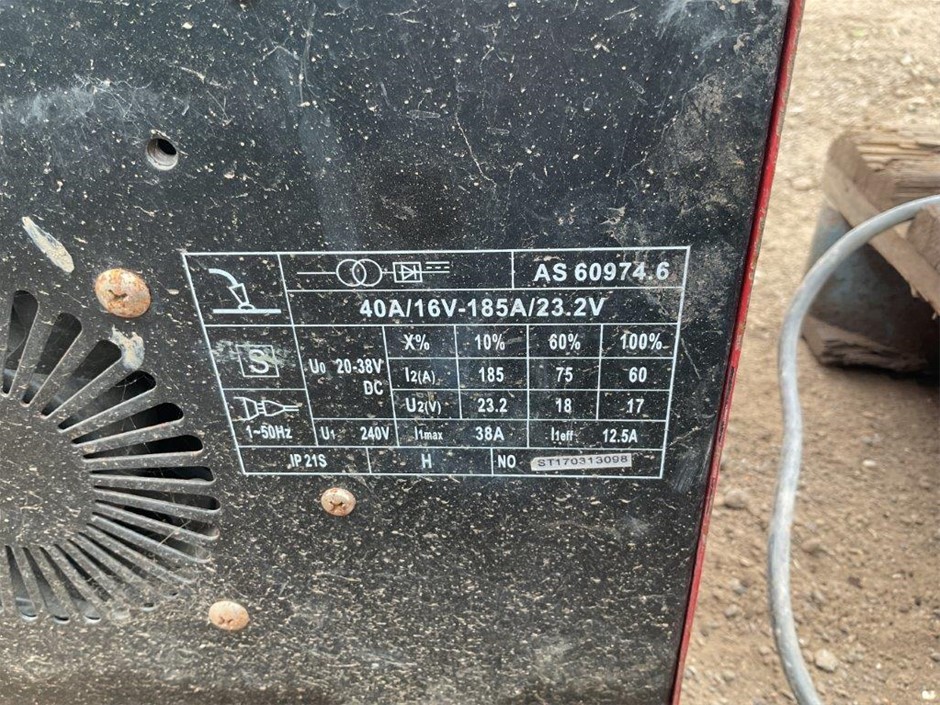 AS 60974.6
40A/16V-185A/23.2V
S
U₀ 20-38V DC
X% 10% 60% 100%
I2(A) 185 75 60
U2(V) 23.2 18 17
1~50Hz U₁ 240V I1max 38A I1eff 12.5A
IP 21S H NO ST170313098